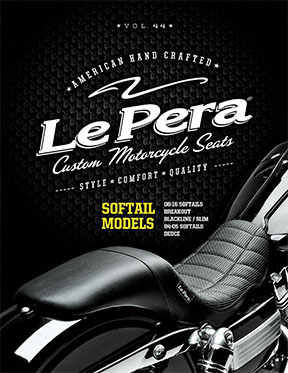 ★ VOL. 44 ★
★ AMERICAN HAND CRAFTED ★
Le Pera®
Custom Motorcycle Seats
STYLE ★ COMFORT ★ QUALITY
SOFTAIL
MODELS
06-16 SOFTAILS
BREAKOUT
BLACKLINE / SLIM
84-05 SOFTAILS
DEUCE
Le Pera